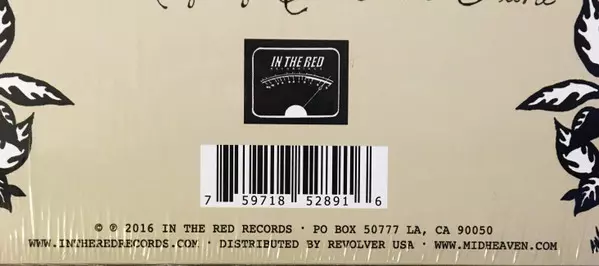 IN THE RED
RECORDINGS
7 59718 52891 6
© ℗ 2016 IN THE RED RECORDS · PO BOX 50777 LA, CA 90050
WWW.INTHEREDRECORDS.COM · DISTRIBUTED BY REVOLVER USA · WWW.MIDHEAVEN.COM